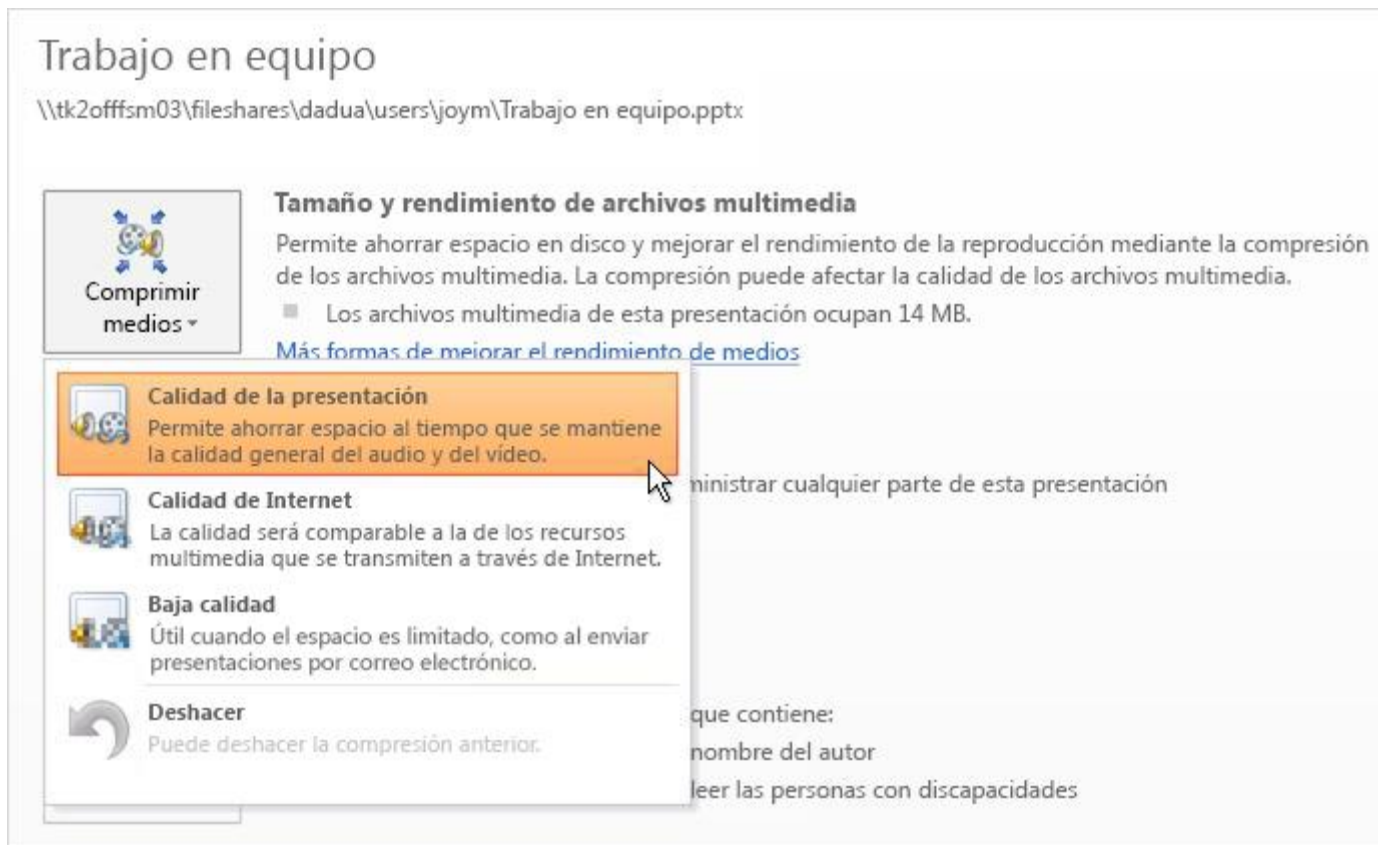 Trabajo en equipo
\\tk2offfsm03\fileshares\dadua\users\joym\Trabajo en equipo.pptx
Comprimir
medios
Tamaño y rendimiento de archivos multimedia
Permite ahorrar espacio en disco y mejorar el rendimiento de la reproducción mediante la compresión
de los archivos multimedia. La compresión puede afectar la calidad de los archivos multimedia.
Los archivos multimedia de esta presentación ocupan 14 MB.
Más formas de mejorar el rendimiento de medios
Calidad de la presentación
Permite ahorrar espacio al tiempo que se mantiene
la calidad general del audio y del vídeo.
Calidad de Internet
La calidad será comparable a la de los recursos
multimedia que se transmiten a través de Internet.
Baja calidad
Útil cuando el espacio es limitado, como al enviar
presentaciones por correo electrónico.
Deshacer
Puede deshacer la compresión anterior.
cualquier parte de esta presentación
que contiene:
nombre del autor
leer las personas con discapacidades